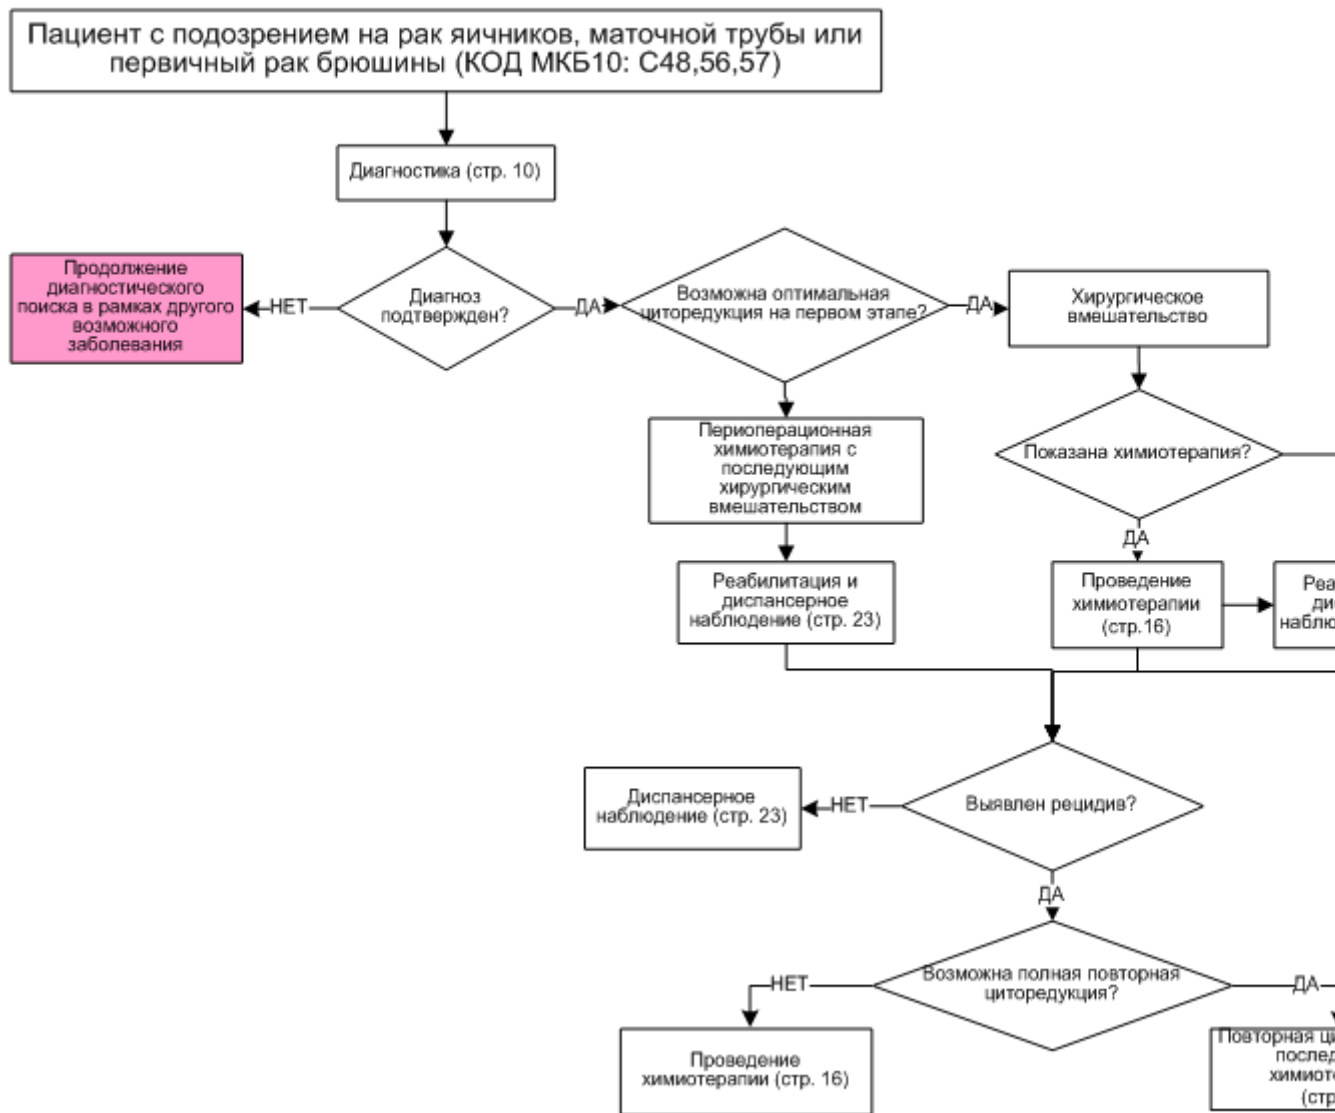 Пациент с подозрением на рак яичников, маточной трубы или
первичный рак брюшины (КОД МКБ10: С48,56,57)
Диагностика (стр. 10)
Продолжение
диагностического
поиска в рамках другого
возможного
заболевания
НЕТ
Диагноз
подтвержден?
ДА
Возможна оптимальная
циторедукция на первом этапе?
ДА
Хирургическое
вмешательство
Периоперационная
химиотерапия с
последующим
хирургическим
вмешательством
Показана химиотерапия?
ДА
Реабилитация и
диспансерное
наблюдение (стр. 23)
Проведение
химиотерапии
(стр.16)
Диспансерное
наблюдение (стр. 23)
НЕТ
Выявлен рецидив?
ДА
НЕТ
Возможна полная повторная
циторедукция?
ДА
Проведение
химиотерапии (стр. 16)
Повторная